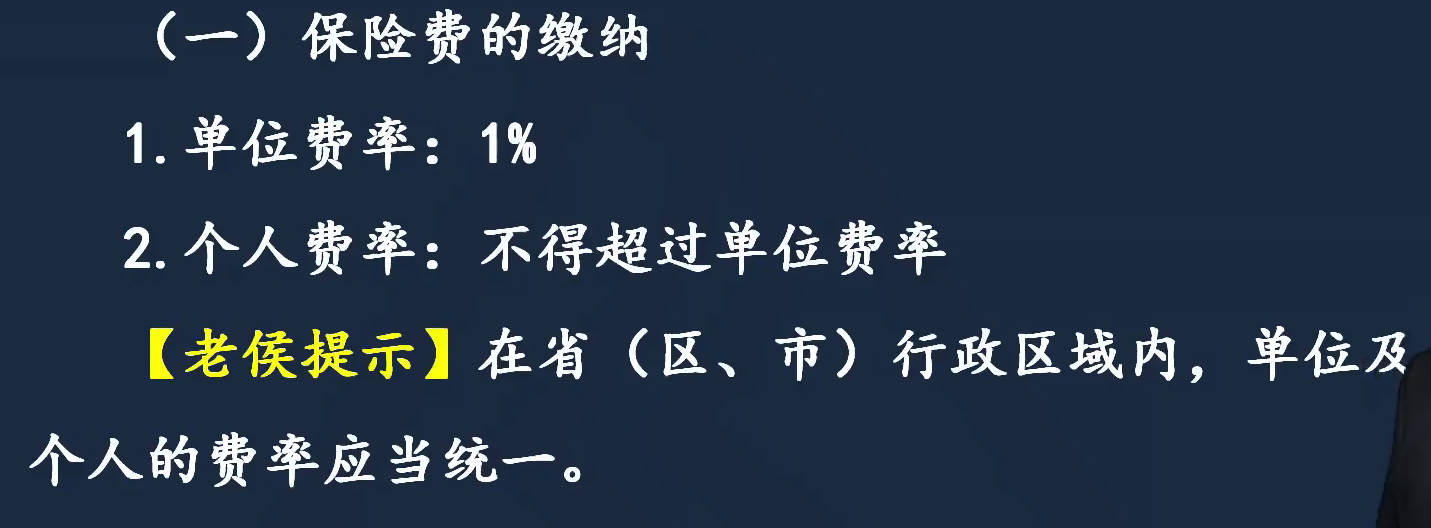 （一）保险费的缴纳
1.单位费率：1%
2.个人费率：不得超过单位费率
【老侯提示】在省（区、市）行政区域内，单位及
个人的费率应当统一。